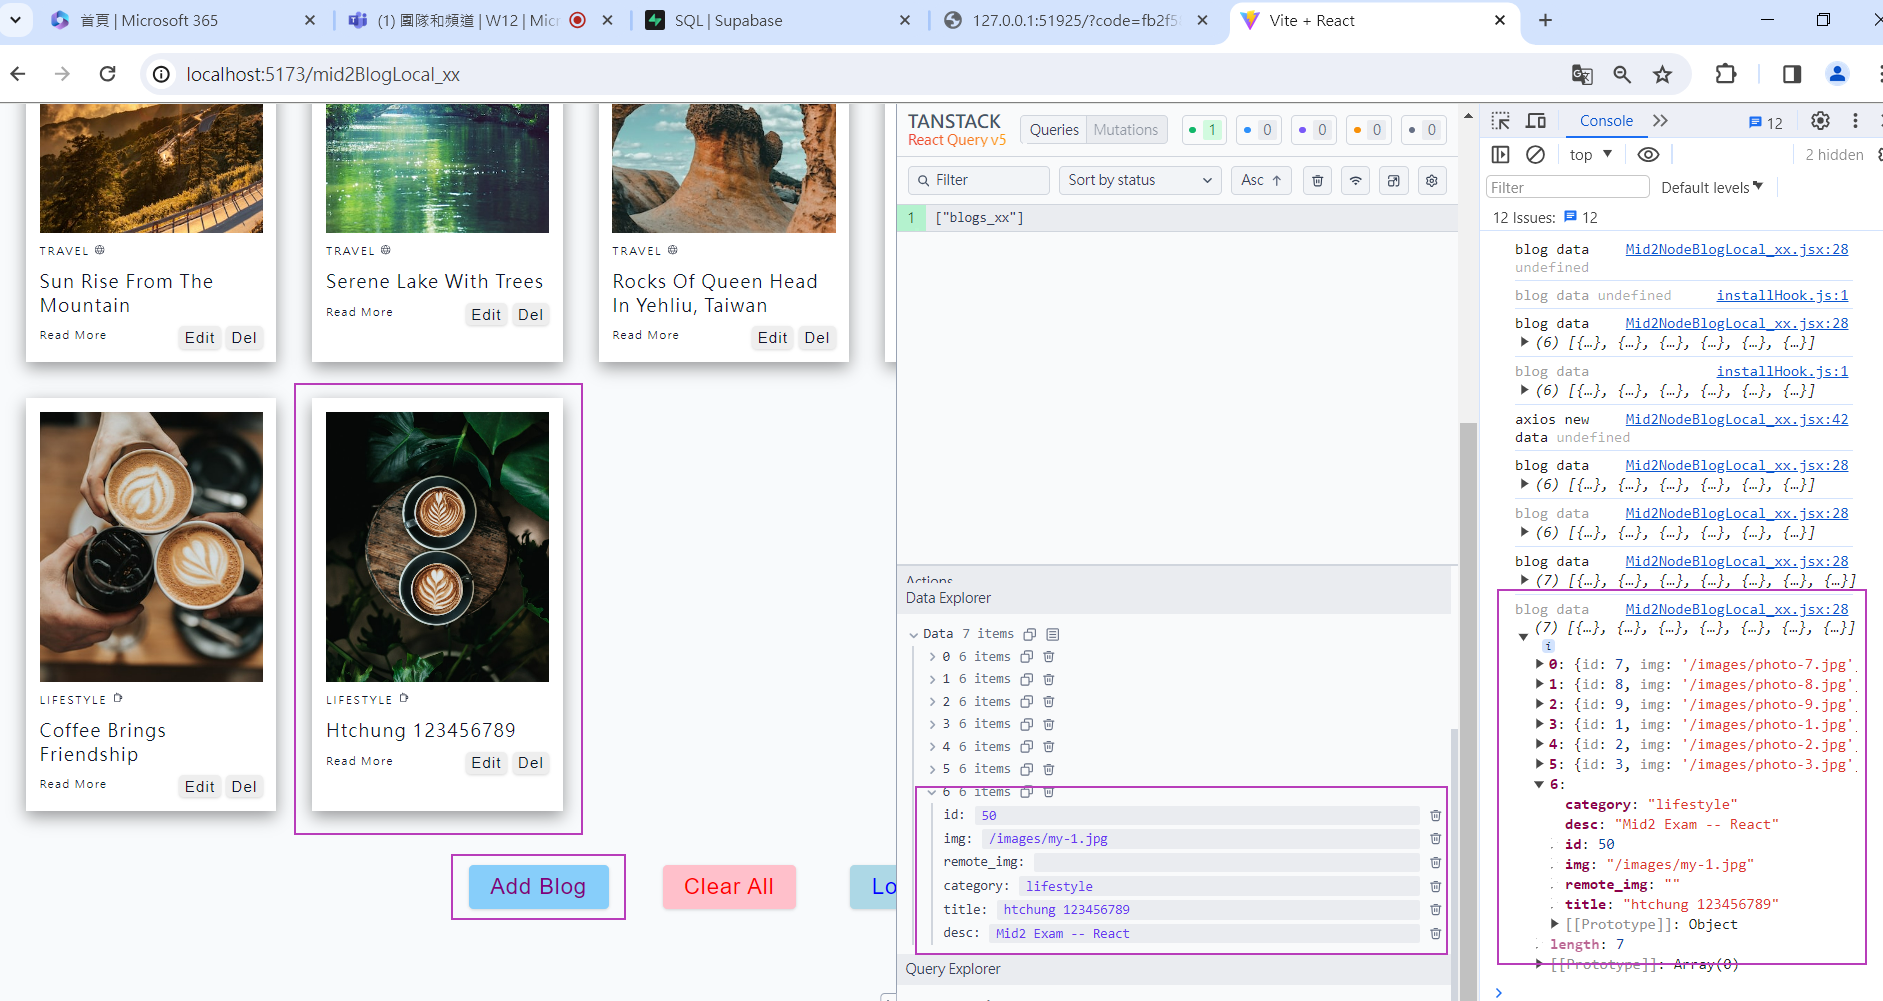 首頁 | Microsoft 365
(1) 團隊和頻道 | W12 | Micr
SQL | Supabase
127.0.0.1:51925/?code=fb2f5
Vite + React
localhost:5173/mid2BlogLocal_xx
TRAVEL
Sun Rise From The
Mountain
Read More
Edit
Del
TRAVEL
Serene Lake With Trees
Read More
Edit
Del
TRAVEL
Rocks Of Queen Head
In Yehliu, Taiwan
Read More
Edit
Del
LIFESTYLE
Coffee Brings
Friendship
Read More
Edit
Del
LIFESTYLE
Htchung 123456789
Read More
Edit
Del
Add Blog
Clear All
Lo
TANSTACK
React Query v5
Queries
Mutations
1
0
0
0
0
Filter
Sort by status
Asc ↑
1 ["blogs_xx"]
Actions
Data Explorer
Data 7 items
0 6 items
1 6 items
2 6 items
3 6 items
4 6 items
5 6 items
6 6 items
id: 50
img: /images/my-1.jpg
remote_img:
category: lifestyle
title: htchung 123456789
desc: Mid2 Exam -- React
Query Explorer
Console
12
top
2 hidden
Filter
Default levels
12 Issues: 12
blog data Mid2NodeBlogLocal_xx.jsx:28
undefined
blog data undefined installHook.js:1
blog data Mid2NodeBlogLocal_xx.jsx:28
(6) [{…}, {…}, {…}, {…}, {…}, {…}]
blog data installHook.js:1
(6) [{…}, {…}, {…}, {…}, {…}, {…}]
axios new Mid2NodeBlogLocal_xx.jsx:42
data undefined
blog data Mid2NodeBlogLocal_xx.jsx:28
(6) [{…}, {…}, {…}, {…}, {…}, {…}]
blog data Mid2NodeBlogLocal_xx.jsx:28
(6) [{…}, {…}, {…}, {…}, {…}, {…}]
blog data Mid2NodeBlogLocal_xx.jsx:28
(7) [{…}, {…}, {…}, {…}, {…}, {…}, {…}]
blog data Mid2NodeBlogLocal_xx.jsx:28
(7) [{…}, {…}, {…}, {…}, {…}, {…}, {…}]
i
0: {id: 7, img: '/images/photo-7.jpg'
1: {id: 8, img: '/images/photo-8.jpg'
2: {id: 9, img: '/images/photo-9.jpg'
3: {id: 1, img: '/images/photo-1.jpg'
4: {id: 2, img: '/images/photo-2.jpg'
5: {id: 3, img: '/images/photo-3.jpg'
6:
category: "lifestyle"
desc: "Mid2 Exam -- React"
id: 50
img: "/images/my-1.jpg"
remote_img: ""
title: "htchung 123456789"
[[Prototype]]: Object
length: 7
[[Prototype]]: Array(0)